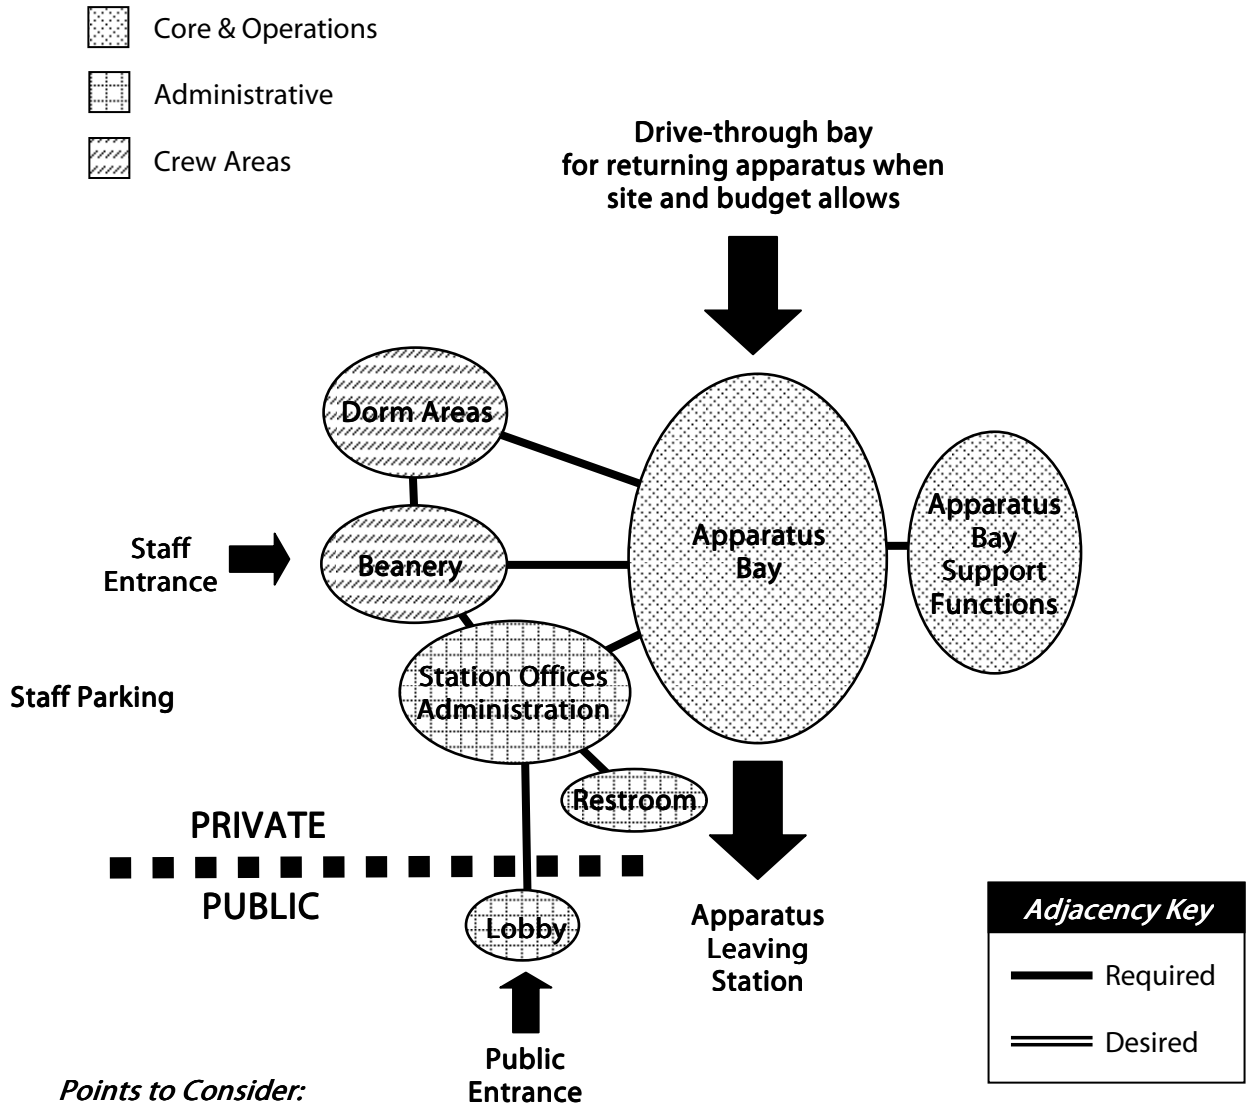 Core & Operations
Administrative
Crew Areas
Drive-through bay
for returning apparatus when
site and budget allows
Dorm Areas
Apparatus
Bay
Apparatus
Bay
Support
Functions
Staff
Entrance
Beanery
Station Offices
Administration
Staff Parking
Restroom
PRIVATE
PUBLIC
Lobby
Apparatus
Leaving
Station
Adjacency Key
Required
Desired
Public
Entrance
Points to Consider: